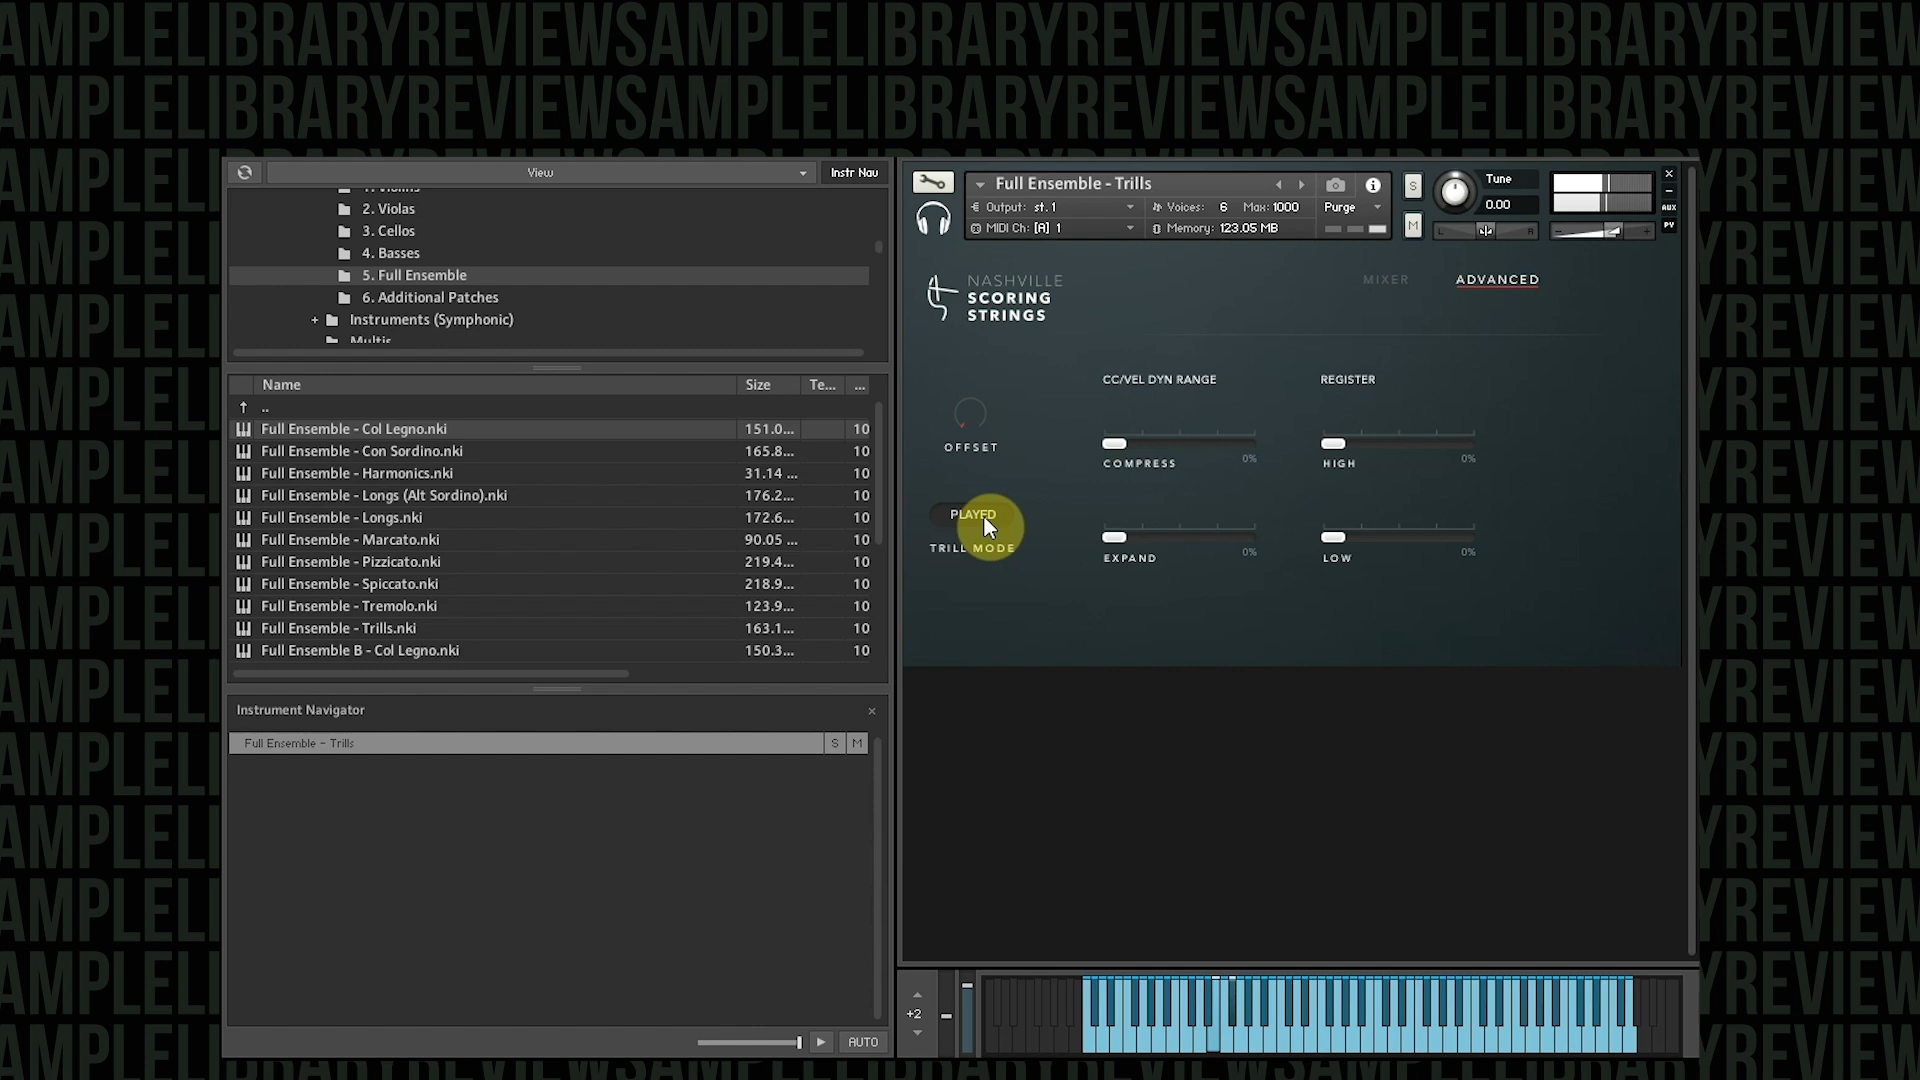 SAMPLELIBRARYREVIEW
View
Instr Nav
1. Violins
2. Violas
3. Cellos
4. Basses
5. Full Ensemble
6. Additional Patches
+ Instruments (Symphonic)
Multis
Name Size Te... ...
↑ ..
Full Ensemble - Col Legno.nki 151.0... 10
Full Ensemble - Con Sordino.nki 165.8... 10
Full Ensemble - Harmonics.nki 31.14 ... 10
Full Ensemble - Longs (Alt Sordino).nki 176.2... 10
Full Ensemble - Longs.nki 172.6... 10
Full Ensemble - Marcato.nki 90.05 ... 10
Full Ensemble - Pizzicato.nki 219.4... 10
Full Ensemble - Spiccato.nki 218.9... 10
Full Ensemble - Tremolo.nki 123.9... 10
Full Ensemble - Trills.nki 163.1... 10
Full Ensemble B - Col Legno.nki 150.3... 10
Instrument Navigator ×
Full Ensemble - Trills S M
AUTO
Full Ensemble - Trills
Output: st.1 Voices: 6 Max: 1000 Purge
MIDI Ch: [A] 1 Memory: 123.05 MB
S
M
Tune
0.00
L R
- +
×
-
AUX
PV
NASHVILLE
SCORING
STRINGS
MIXER ADVANCED
CC/VEL DYN RANGE REGISTER
OFFSET
COMPRESS 0% HIGH 0%
PLAYED
TRILL MODE
EXPAND 0% LOW 0%
+2